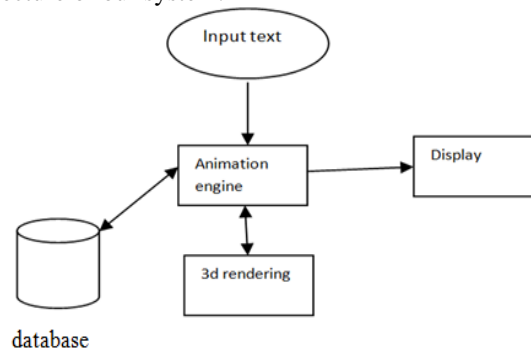 Input text
Animation
engine
Display
3d rendering
database